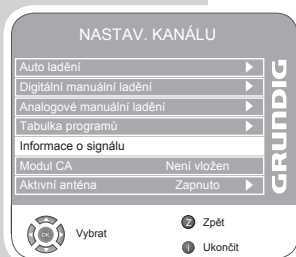 NASTAV. KANÁLU
Auto ladění
Digitální manuální ladění
Analogové manuální ladění
Tabulka programů
Informace o signálu
Modul CA Není vložen
Aktivní anténa Zapnuto
GRUNDIG
OK Vybrat
Z Zpět
i Ukončit